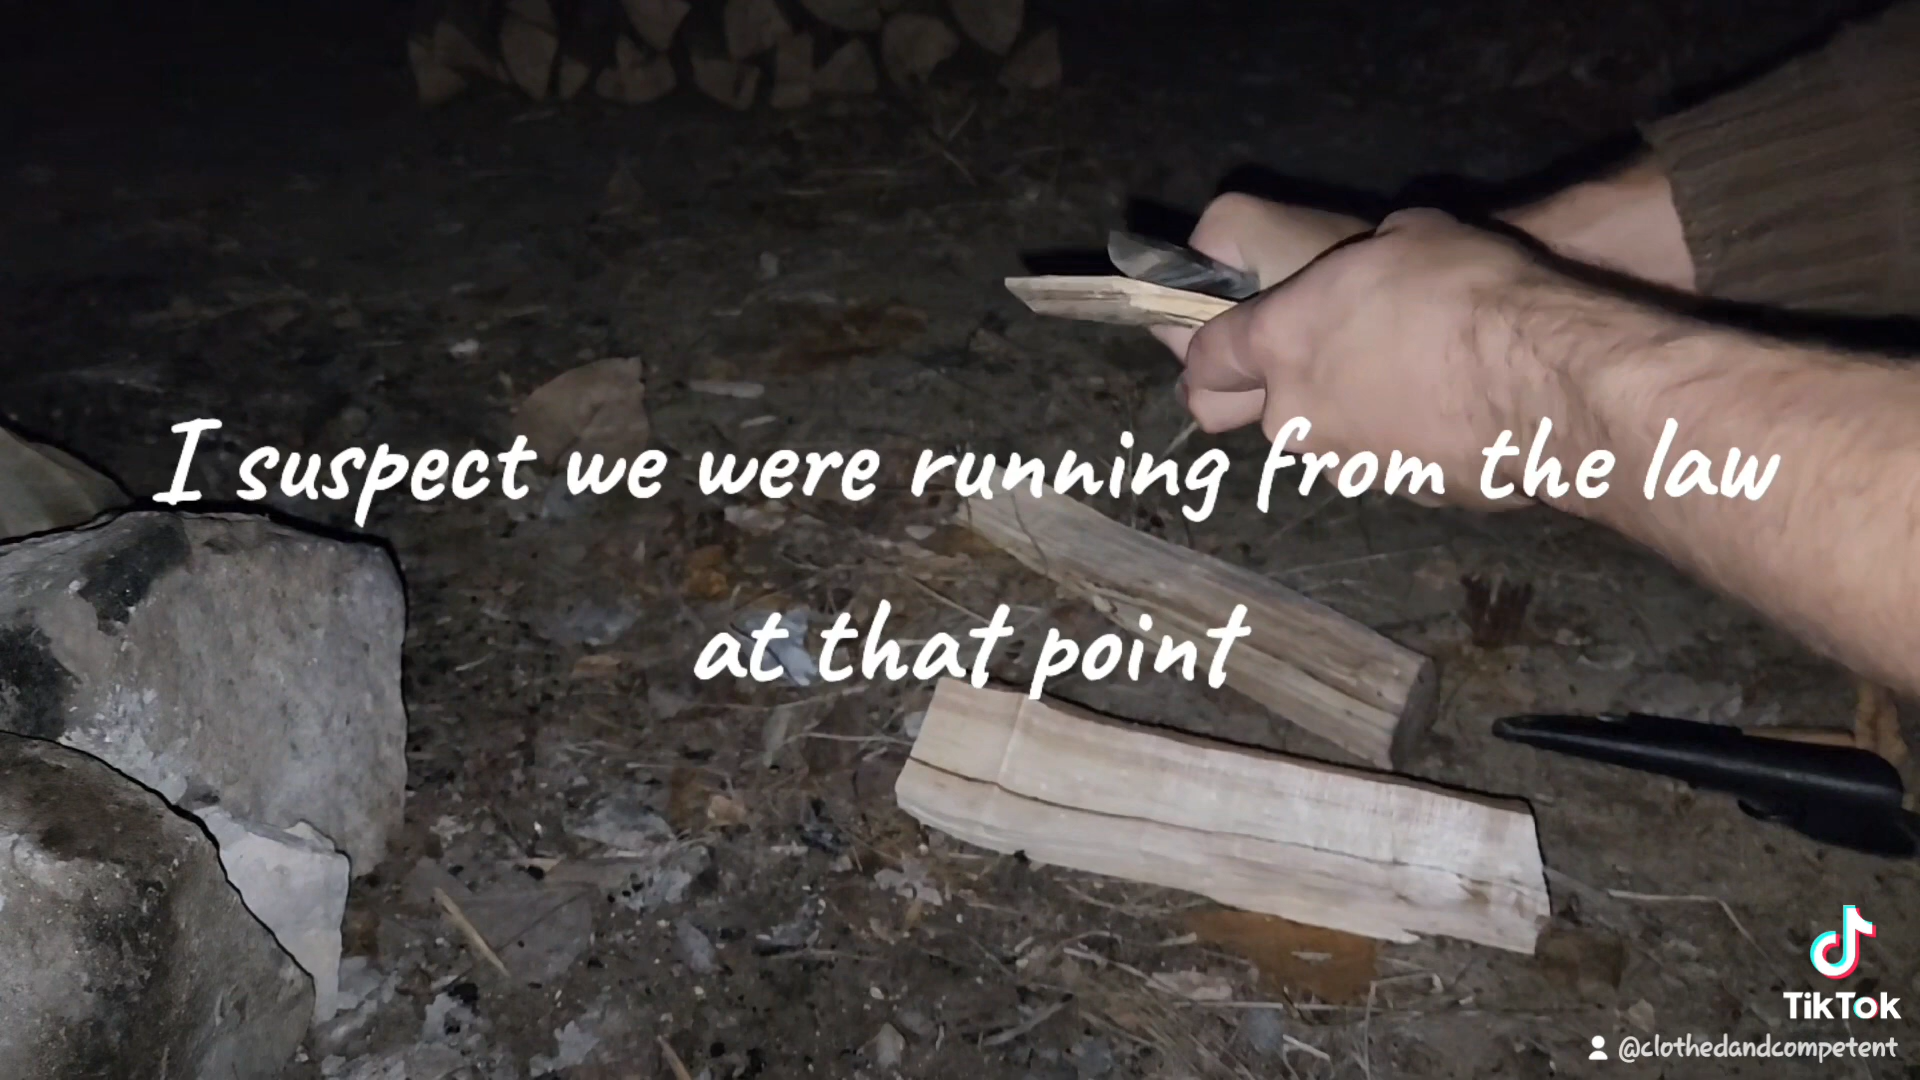 I suspect we were running from the law
at that point
TikTok
@clothedandcompetent